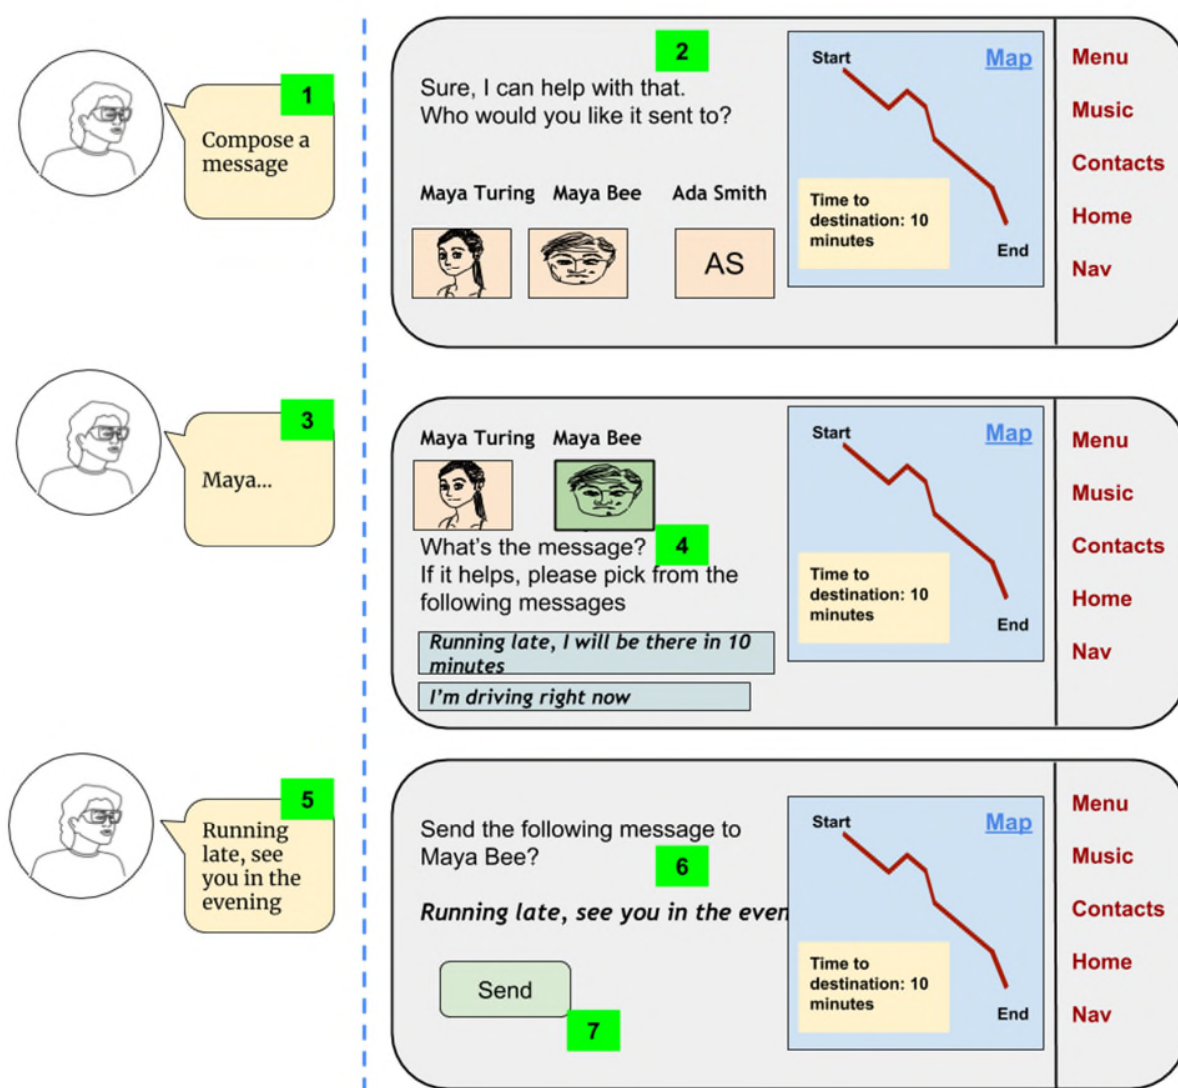 1
Compose a
message
2
Sure, I can help with that.
Who would you like it sent to?
Maya Turing
Maya Bee
Ada Smith
AS
Start
Map
Time to
destination: 10
minutes
End
Menu
Music
Contacts
Home
Nav
3
Maya...
Maya Turing
Maya Bee
4
What's the message?
If it helps, please pick from the
following messages
Running late, I will be there in 10
minutes
I'm driving right now
Start
Map
Time to
destination: 10
minutes
End
Menu
Music
Contacts
Home
Nav
5
Running
late, see
you in the
evening
Send the following message to
Maya Bee?
6
Running late, see you in the even
Send
7
Start
Map
Time to
destination: 10
minutes
End
Menu
Music
Contacts
Home
Nav